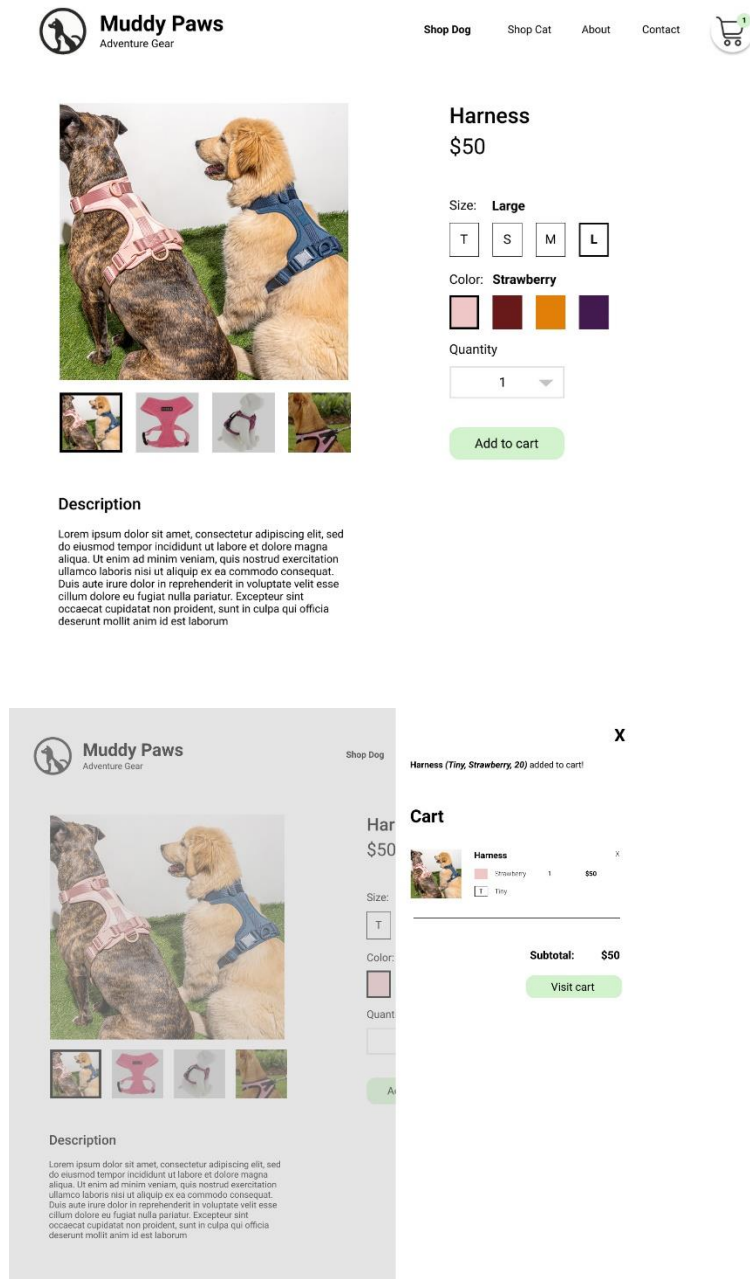 Muddy Paws
Adventure Gear
Shop Dog
Shop Cat
About
Contact
1
Harness
$50
Size: Large
T S M L
Color: Strawberry
Quantity
1
Add to cart
Description
Lorem ipsum dolor sit amet, consectetur adipiscing elit, sed
do eiusmod tempor incididunt ut labore et dolore magna
aliqua. Ut enim ad minim veniam, quis nostrud exercitation
ullamco laboris nisi ut aliquip ex ea commodo consequat.
Duis aute irure dolor in reprehenderit in voluptate velit esse
cillum dolore eu fugiat nulla pariatur. Excepteur sint
occaecat cupidatat non proident, sunt in culpa qui officia
deserunt mollit anim id est laborum
Muddy Paws
Adventure Gear
Shop Dog
Har
$50
Size:
T
Color:
Quant
A
Description
Lorem ipsum dolor sit amet, consectetur adipiscing elit, sed
do eiusmod tempor incididunt ut labore et dolore magna
aliqua. Ut enim ad minim veniam, quis nostrud exercitation
ullamco laboris nisi ut aliquip ex ea commodo consequat.
Duis aute irure dolor in reprehenderit in voluptate velit esse
cillum dolore eu fugiat nulla pariatur. Excepteur sint
occaecat cupidatat non proident, sunt in culpa qui officia
deserunt mollit anim id est laborum
X
Harness (Tiny, Strawberry, 20) added to cart!
Cart
Harness X
Strawberry 1 $50
T Tiny
Subtotal: $50
Visit cart